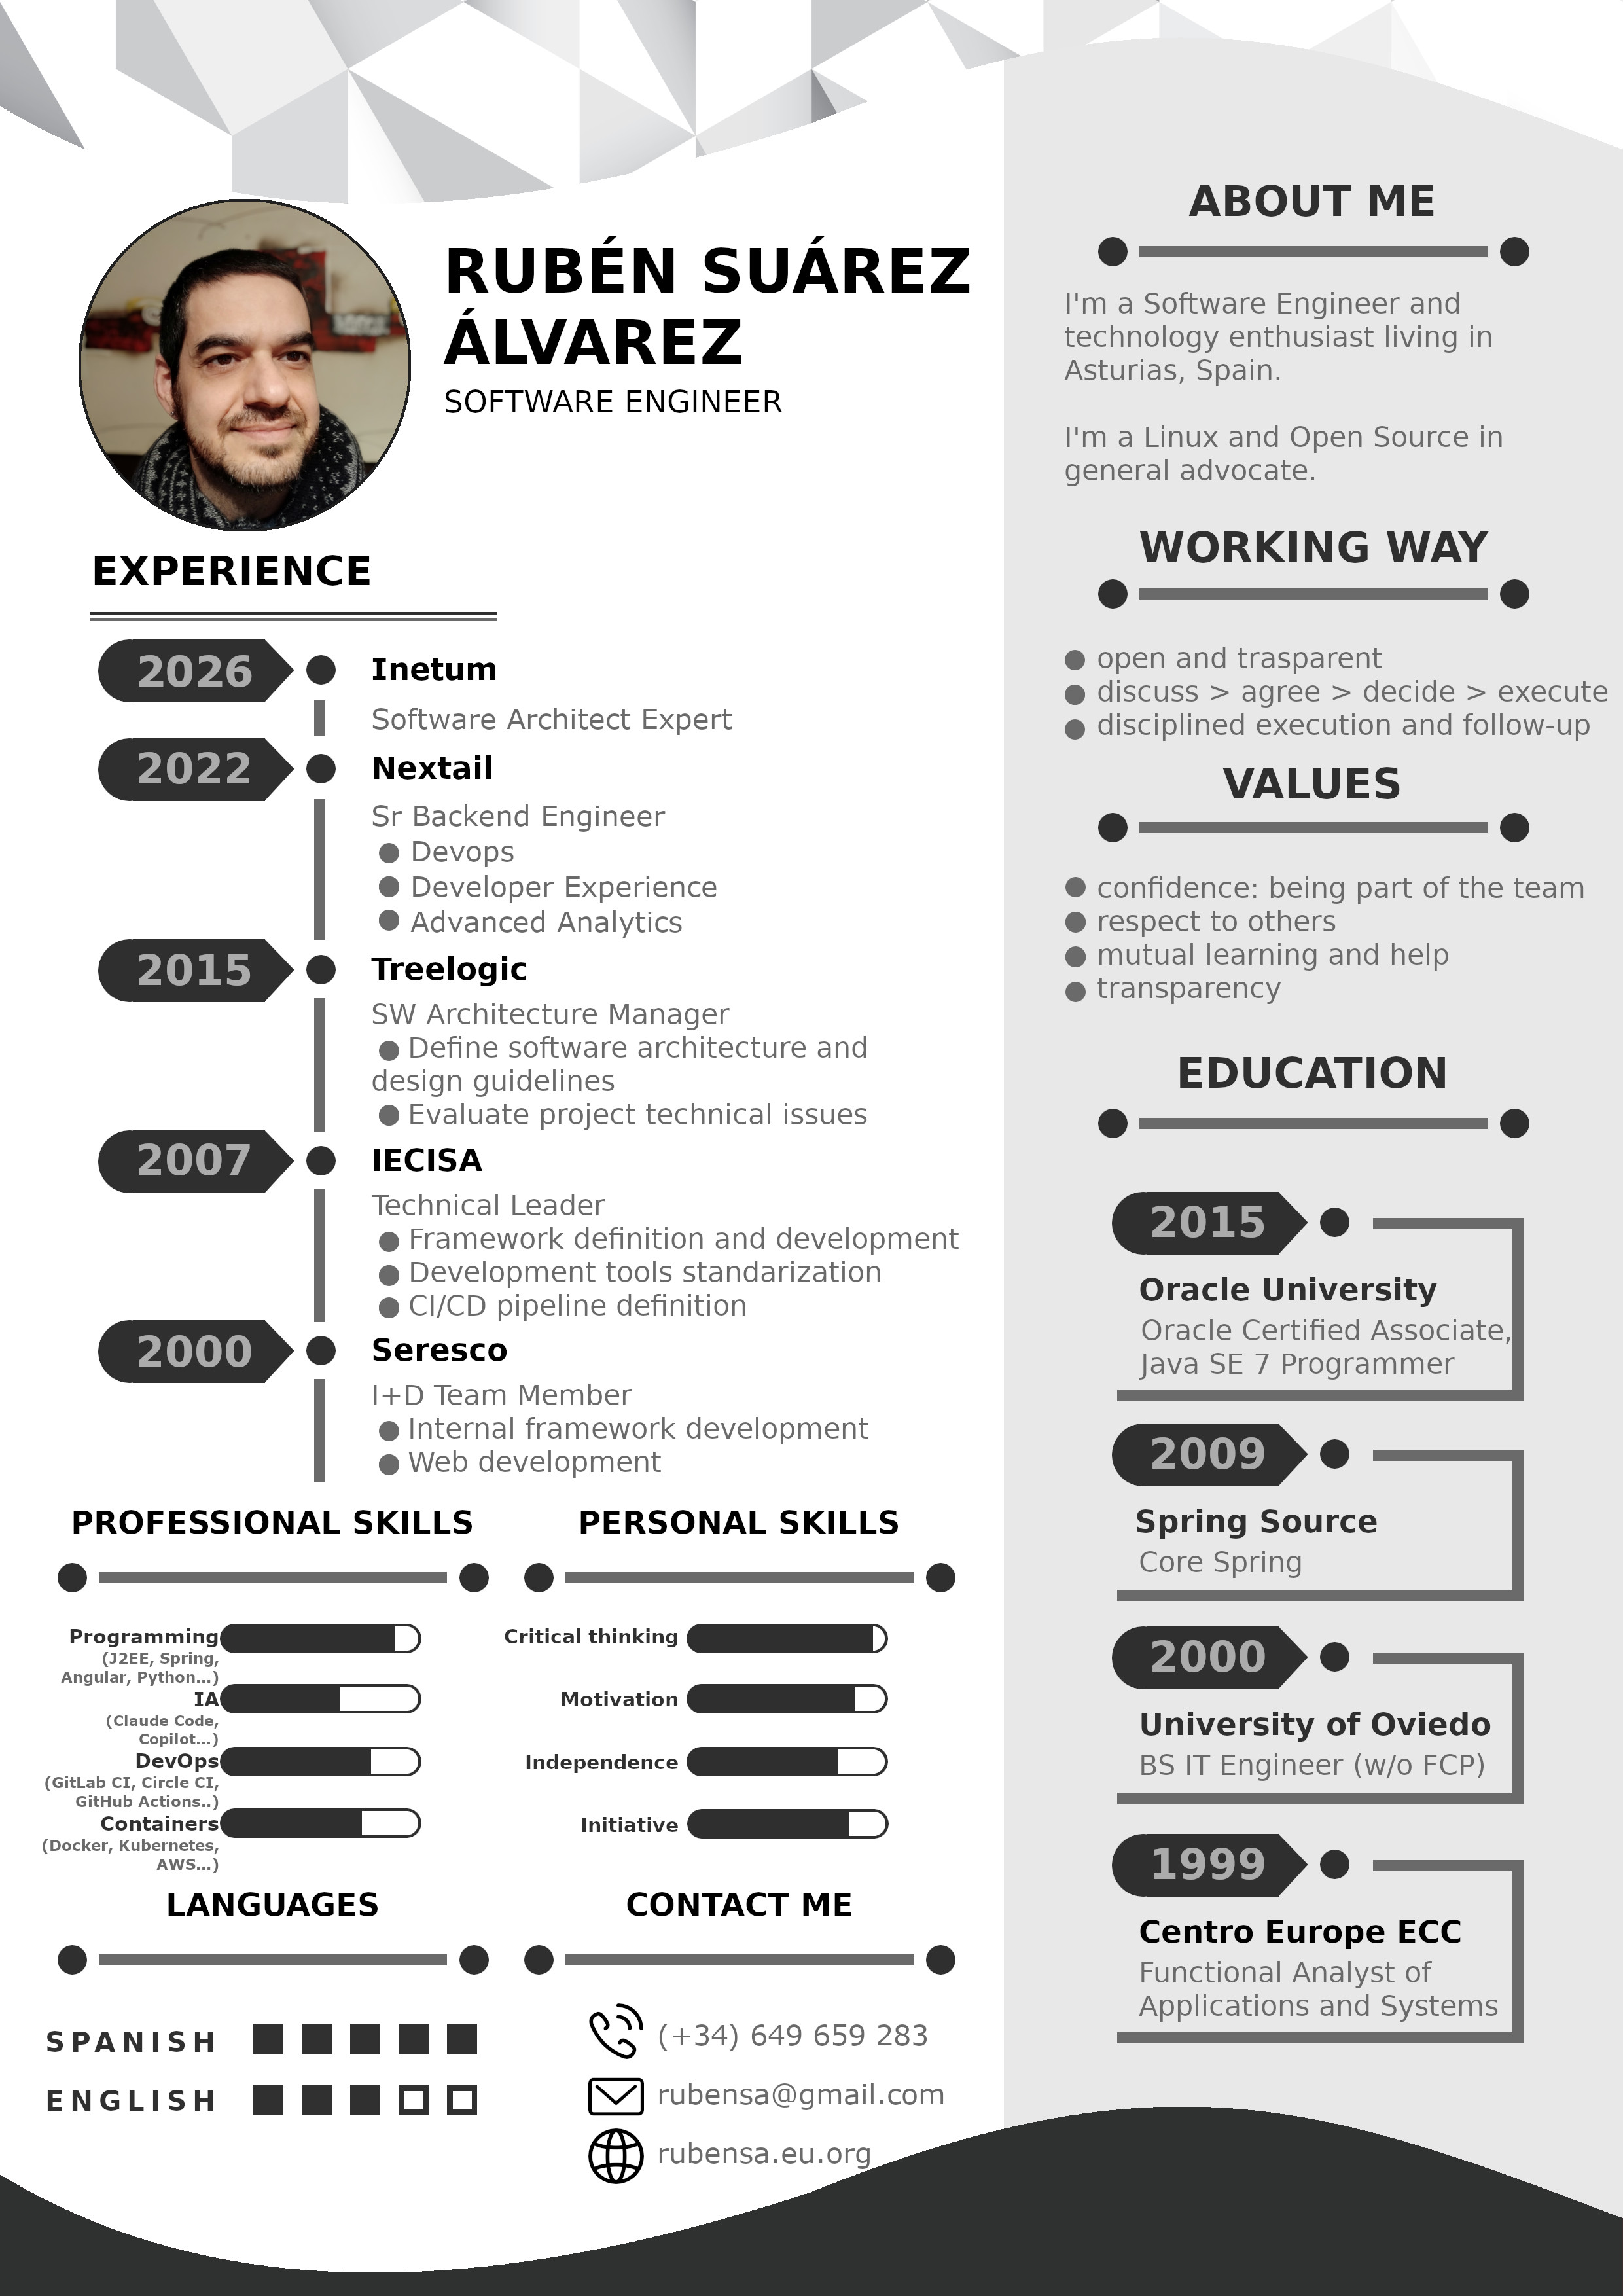 RUBÉN SUÁREZ
ÁLVAREZ
SOFTWARE ENGINEER
EXPERIENCE
2026
Inetum
Software Architect Expert
2022
Nextail
Sr Backend Engineer
● Devops
● Developer Experience
● Advanced Analytics
2015
Treelogic
SW Architecture Manager
● Define software architecture and
design guidelines
● Evaluate project technical issues
2007
IECISA
Technical Leader
● Framework definition and development
● Development tools standarization
● CI/CD pipeline definition
2000
Seresco
I+D Team Member
● Internal framework development
● Web development
PROFESSIONAL SKILLS
Programming
(J2EE, Spring,
Angular, Python...)
IA
(Claude Code,
Copilot...)
DevOps
(GitLab CI, Circle CI,
GitHub Actions..)
Containers
(Docker, Kubernetes,
AWS...)
PERSONAL SKILLS
Critical thinking
Motivation
Independence
Initiative
LANGUAGES
SPANISH
ENGLISH
CONTACT ME
(+34) 649 659 283
rubensa@gmail.com
rubensa.eu.org
ABOUT ME
I'm a Software Engineer and
technology enthusiast living in
Asturias, Spain.
I'm a Linux and Open Source in
general advocate.
WORKING WAY
● open and trasparent
● discuss > agree > decide > execute
● disciplined execution and follow-up
VALUES
● confidence: being part of the team
● respect to others
● mutual learning and help
● transparency
EDUCATION
2015
Oracle University
Oracle Certified Associate,
Java SE 7 Programmer
2009
Spring Source
Core Spring
2000
University of Oviedo
BS IT Engineer (w/o FCP)
1999
Centro Europe ECC
Functional Analyst of
Applications and Systems